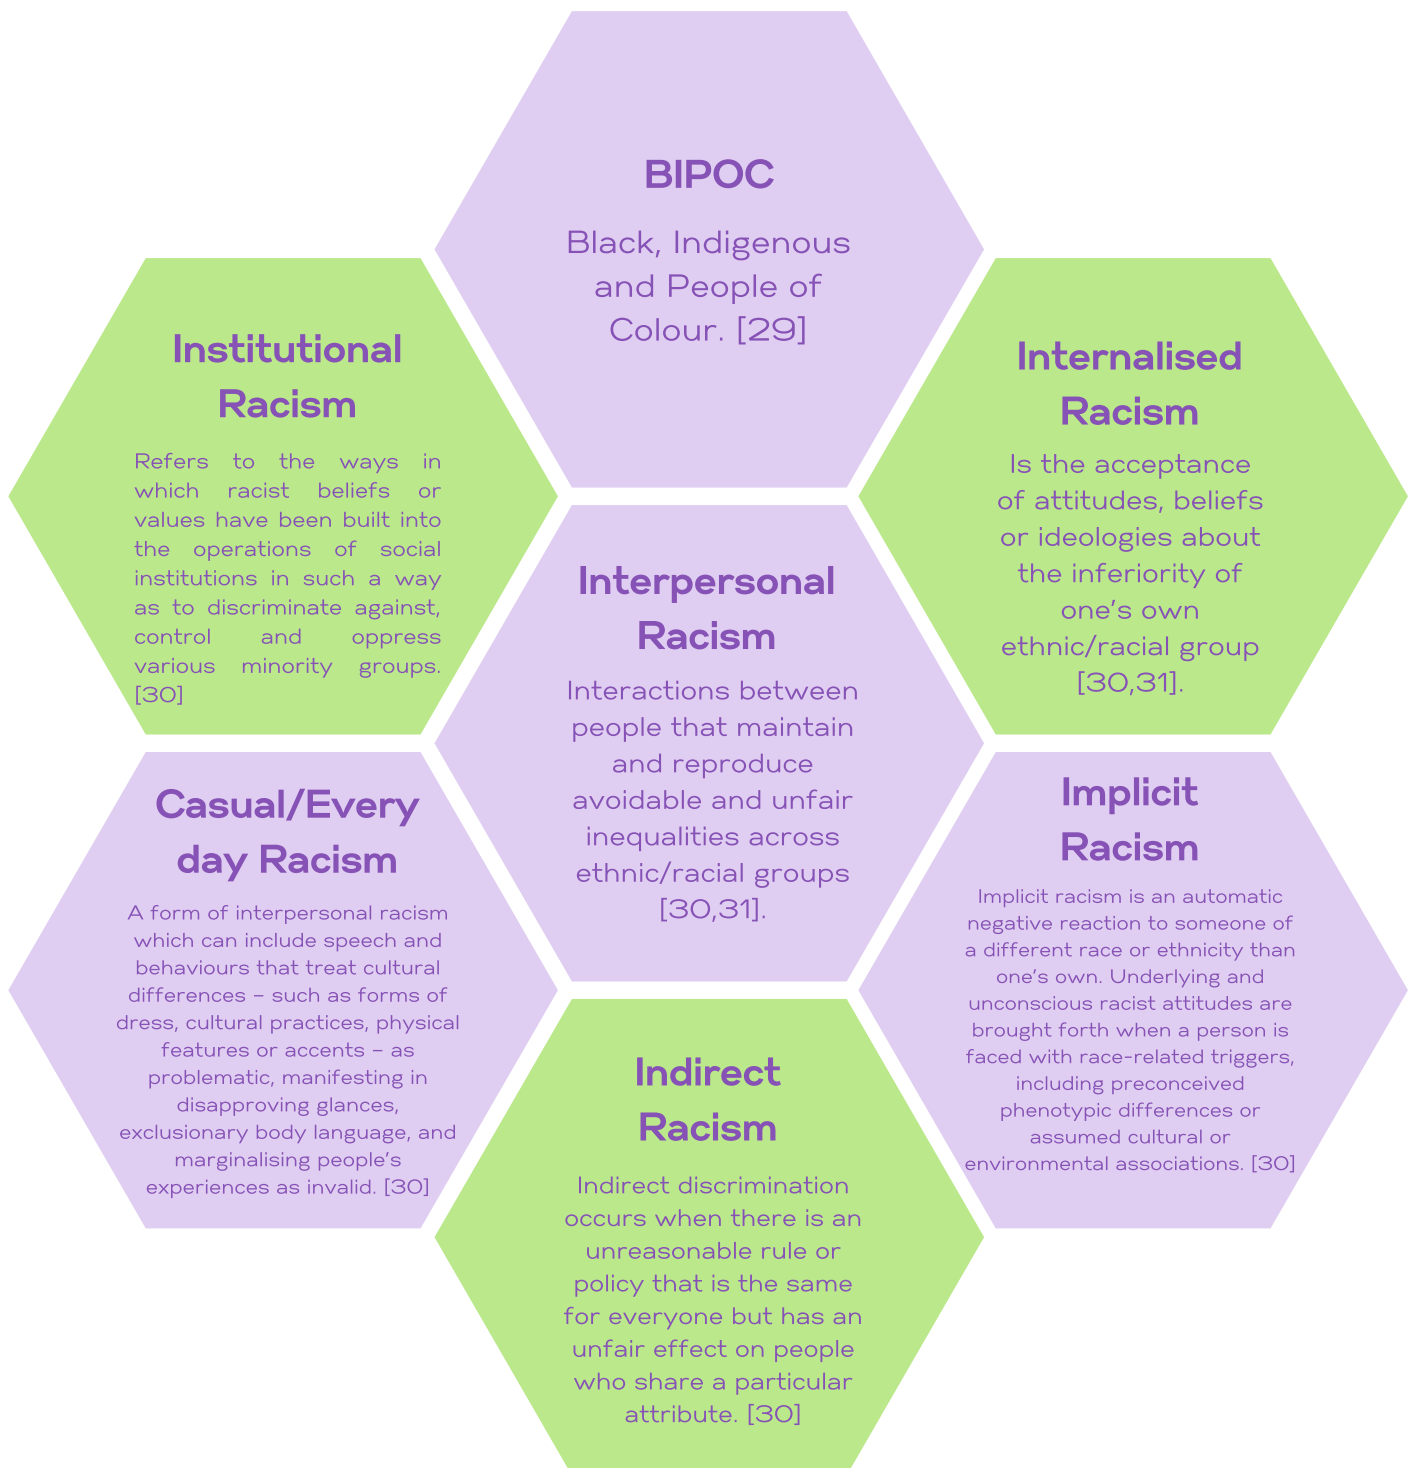 BIPOC
Black, Indigenous
and People of
Colour. [29]
Institutional
Racism
Refers to the ways in
which racist beliefs or
values have been built into
the operations of social
institutions in such a way
as to discriminate against,
control and oppress
various minority groups.
[30]
Internalised
Racism
Is the acceptance
of attitudes, beliefs
or ideologies about
the inferiority of
one's own
ethnic/racial group
[30,31].
Interpersonal
Racism
Interactions between
people that maintain
and reproduce
avoidable and unfair
inequalities across
ethnic/racial groups
[30,31].
Casual/Every
day Racism
A form of interpersonal racism
which can include speech and
behaviours that treat cultural
differences – such as forms of
dress, cultural practices, physical
features or accents – as
problematic, manifesting in
disapproving glances,
exclusionary body language, and
marginalising people's
experiences as invalid. [30]
Implicit
Racism
Implicit racism is an automatic
negative reaction to someone of
a different race or ethnicity than
one's own. Underlying and
unconscious racist attitudes are
brought forth when a person is
faced with race-related triggers,
including preconceived
phenotypic differences or
assumed cultural or
environmental associations. [30]
Indirect
Racism
Indirect discrimination
occurs when there is an
unreasonable rule or
policy that is the same
for everyone but has an
unfair effect on people
who share a particular
attribute. [30]